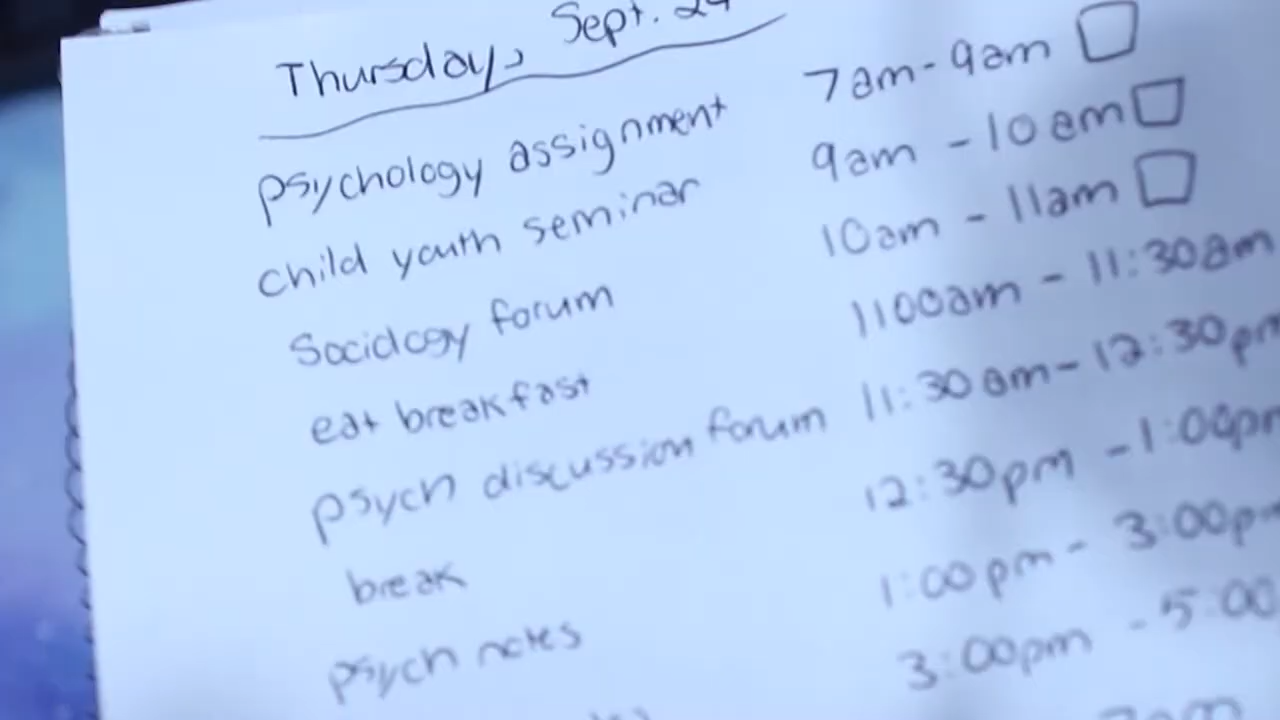 Thursday, Sept. 24
psychology assignment 7am - 9am
child youth seminar 9am - 10am
Sociology forum 10am - 11am
eat breakfast 1100am - 11:30am
psych discussion forum 11:30am - 12:30pm
break 12:30pm - 1:00pm
psych notes 1:00pm - 3:00pm
3:00pm - 5:00